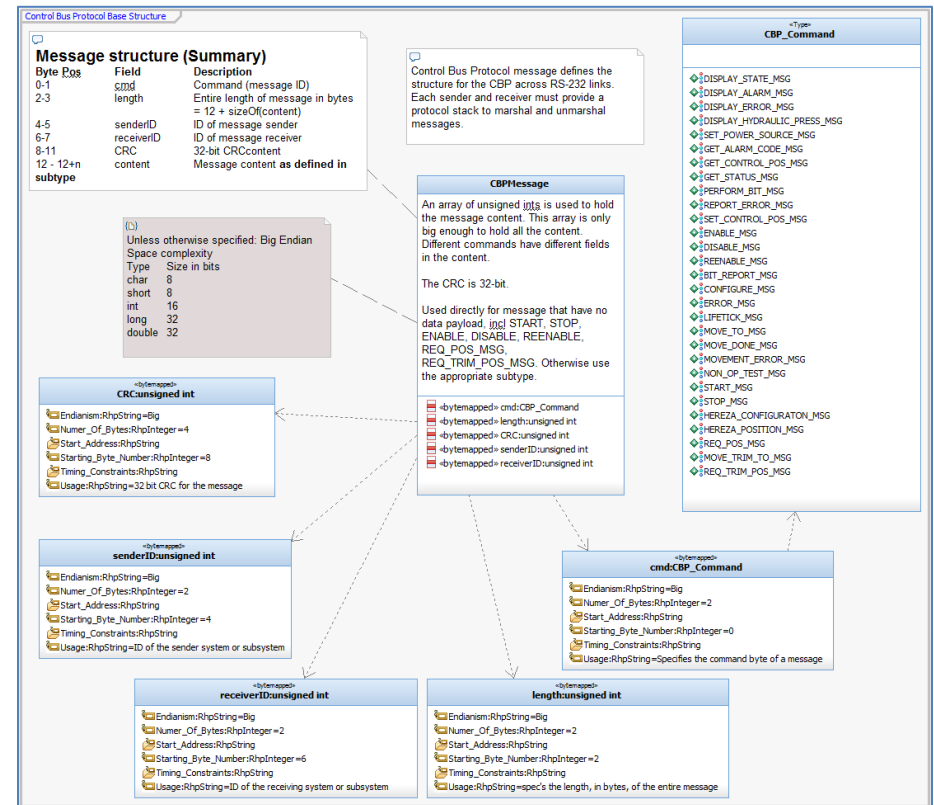 Control Bus Protocol Base Structure
Message structure (Summary)
Byte Pos Field Description
0-1 cmd Command (message ID)
2-3 length Entire length of message in bytes
= 12 + sizeOf(content)
4-5 senderID ID of message sender
6-7 receiverID ID of message receiver
8-11 CRC 32-bit CRCcontent
12 - 12+n content Message content as defined in
subtype
Control Bus Protocol message defines the
structure for the CBP across RS-232 links.
Each sender and receiver must provide a
protocol stack to marshal and unmarshal
messages.
«Type»
CBP_Command
DISPLAY_STATE_MSG
DISPLAY_ALARM_MSG
DISPLAY_ERROR_MSG
DISPLAY_HYDRAULIC_PRESS_MSG
SET_POWER_SOURCE_MSG
GET_ALARM_CODE_MSG
GET_CONTROL_POS_MSG
GET_STATUS_MSG
PERFORM_BIT_MSG
REPORT_ERROR_MSG
SET_CONTROL_POS_MSG
ENABLE_MSG
DISABLE_MSG
REENABLE_MSG
BIT_REPORT_MSG
CONFIGURE_MSG
ERROR_MSG
LIFETICK_MSG
MOVE_TO_MSG
MOVE_DONE_MSG
MOVEMENT_ERROR_MSG
NON_OP_TEST_MSG
START_MSG
STOP_MSG
HEREZA_CONFIGURATON_MSG
HEREZA_POSITION_MSG
REQ_POS_MSG
MOVE_TRIM_TO_MSG
REQ_TRIM_POS_MSG
Unless otherwise specified: Big Endian
Space complexity
Type Size in bits
char 8
short 8
int 16
long 32
double 32
CBPMessage
An array of unsigned ints is used to hold
the message content. This array is only
big enough to hold all the content.
Different commands have different fields
in the content.
The CRC is 32-bit.
Used directly for message that have no
data payload, incl START, STOP,
ENABLE, DISABLE, REENABLE,
REQ_POS_MSG,
REQ_TRIM_POS_MSG. Otherwise use
the appropriate subtype.
«bytemapped» cmd:CBP_Command
«bytemapped» length:unsigned int
«bytemapped» CRC:unsigned int
«bytemapped» senderID:unsigned int
«bytemapped» receiverID:unsigned int
«bytemapped»
CRC:unsigned int
Endianism:RhpString=Big
Numer_Of_Bytes:RhpInteger=4
Start_Address:RhpString
Starting_Byte_Number:RhpInteger=8
Timing_Constraints:RhpString
Usage:RhpString=32 bit CRC for the message
«bytemapped»
senderID:unsigned int
Endianism:RhpString=Big
Numer_Of_Bytes:RhpInteger=2
Start_Address:RhpString
Starting_Byte_Number:RhpInteger=4
Timing_Constraints:RhpString
Usage:RhpString=ID of the sender system or subsystem
«bytemapped»
cmd:CBP_Command
Endianism:RhpString=Big
Numer_Of_Bytes:RhpInteger=2
Start_Address:RhpString
Starting_Byte_Number:RhpInteger=0
Timing_Constraints:RhpString
Usage:RhpString=Specifies the command byte of a message
«bytemapped»
receiverID:unsigned int
Endianism:RhpString=Big
Numer_Of_Bytes:RhpInteger=2
Start_Address:RhpString
Starting_Byte_Number:RhpInteger=6
Timing_Constraints:RhpString
Usage:RhpString=ID of the receiving system or subsystem
«bytemapped»
length:unsigned int
Endianism:RhpString=Big
Numer_Of_Bytes:RhpInteger=2
Start_Address:RhpString
Starting_Byte_Number:RhpInteger=2
Timing_Constraints:RhpString
Usage:RhpString=spec's the length, in bytes, of the entire message